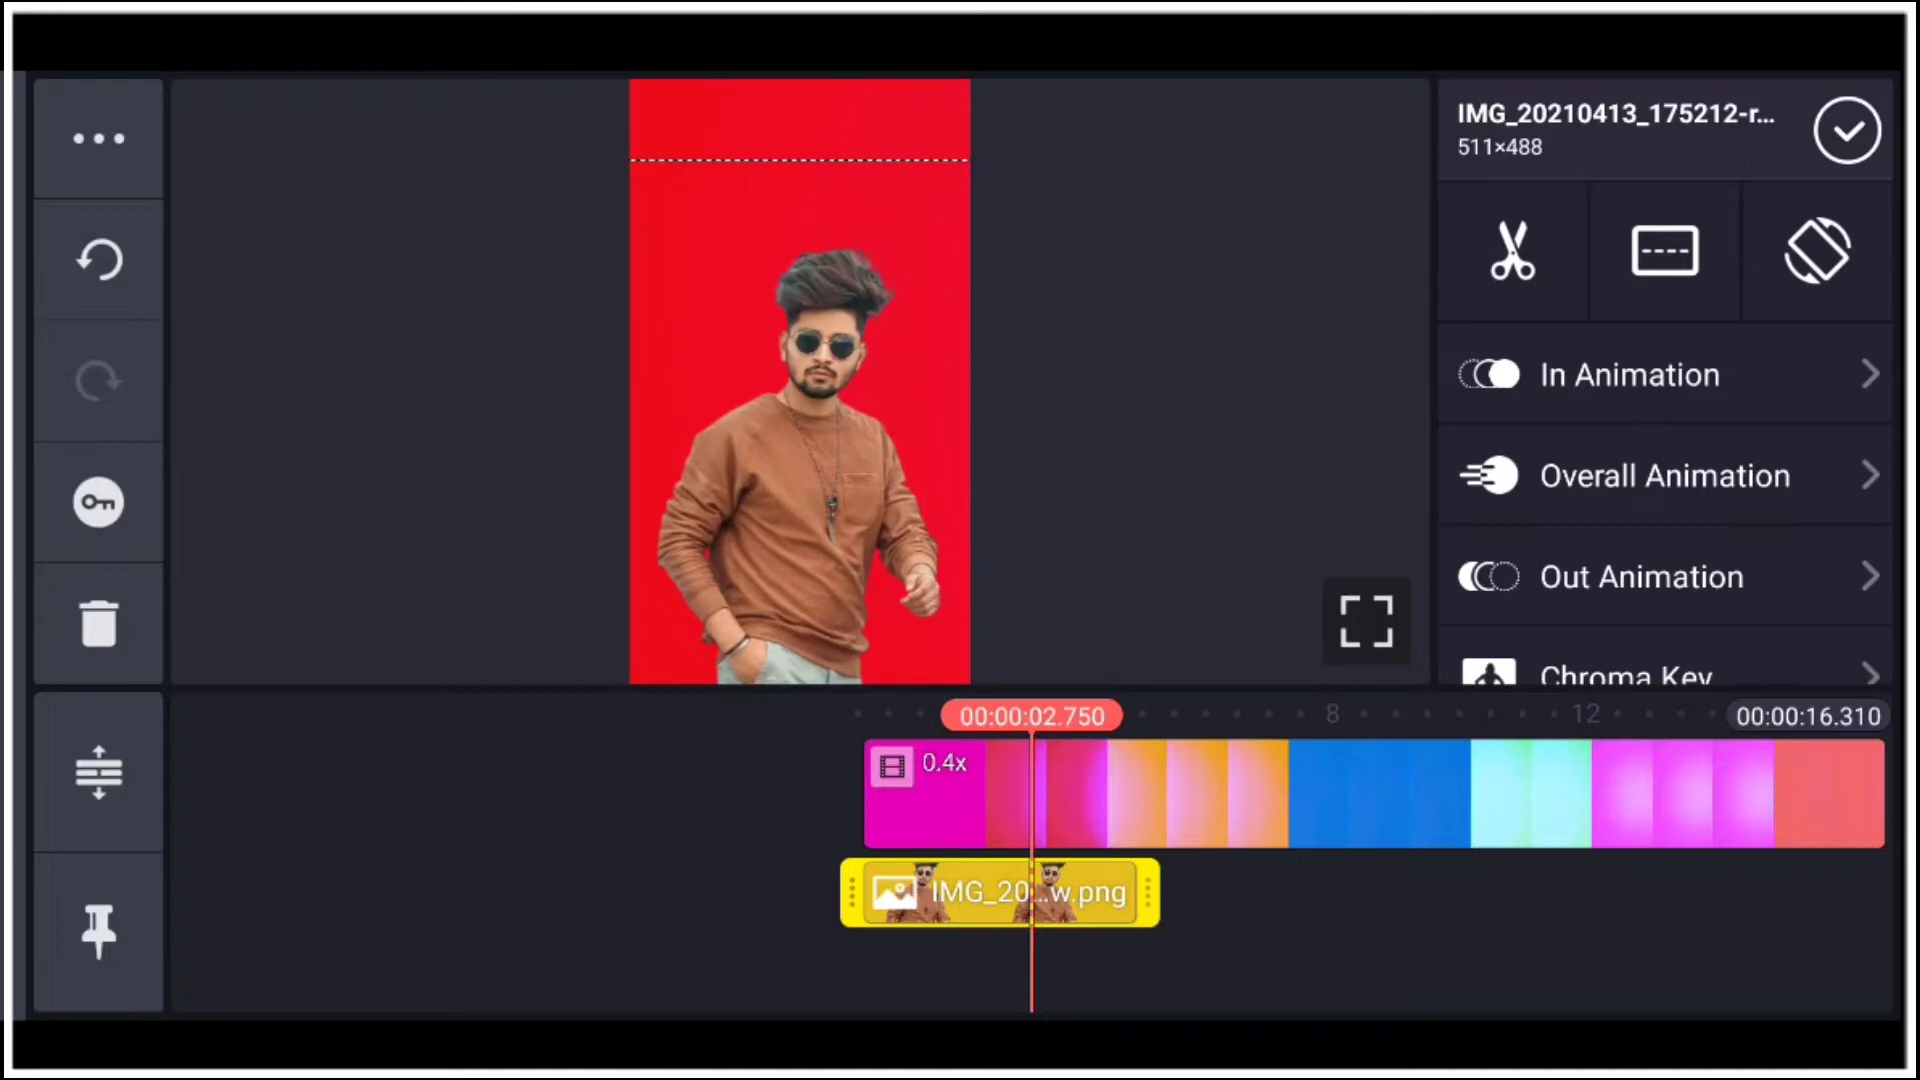 IMG_20210413_175212-r...
511×488
In Animation
Overall Animation
Out Animation
Chroma Key
00:00:02.750
8
12
00:00:16.310
0.4x
IMG_20...w.png